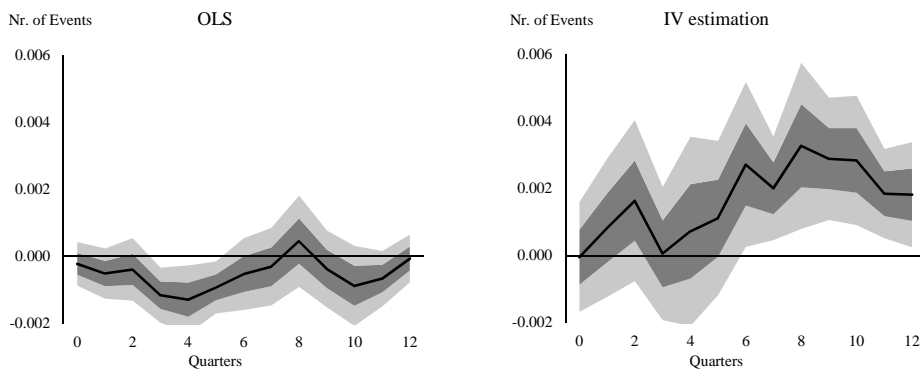 Nr. of Events
OLS
0.006
0.004
0.002
0.000
-0.002
0 2 4 6 8 10 12
Quarters
Nr. of Events
IV estimation
0.006
0.004
0.002
0.000
-0.002
0 2 4 6 8 10 12
Quarters